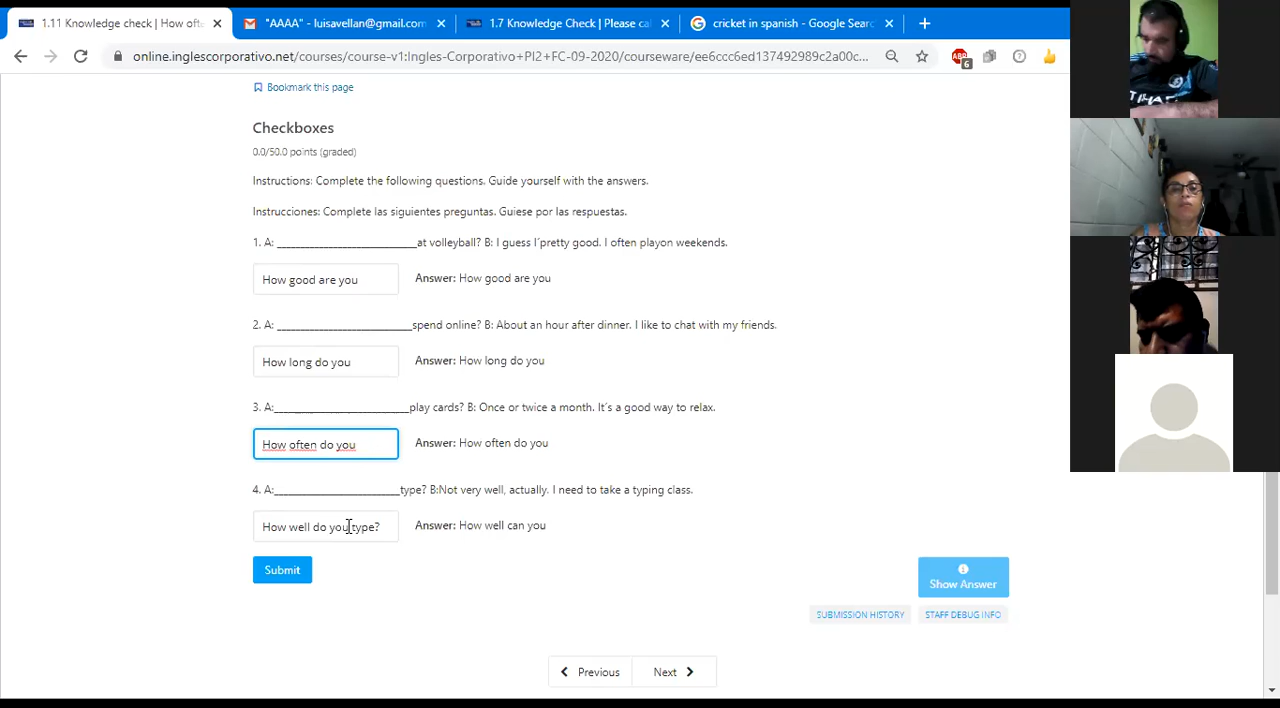 1.11 Knowledge check | How ofte
"AAAA" - luisavellan@gmail.com
1.7 Knowledge Check | Please cal
cricket in spanish - Google Searc
online.inglescorporativo.net/courses/course-v1:Ingles-Corporativo+PI2+FC-09-2020/courseware/ee6ccc6ed137492989c2a00c...
6
Bookmark this page
Checkboxes
0.0/50.0 points (graded)
Instructions: Complete the following questions. Guide yourself with the answers.
Instrucciones: Complete las siguientes preguntas. Guiese por las respuestas.
1. A: ____________________________at volleyball? B: I guess I´pretty good. I often playon weekends.
How good are you
Answer: How good are you
2. A: ___________________________spend online? B: About an hour after dinner. I like to chat with my friends.
How long do you
Answer: How long do you
3. A:___________________________play cards? B: Once or twice a month. It´s a good way to relax.
How often do you
Answer: How often do you
4. A:_________________________type? B:Not very well, actually. I need to take a typing class.
How well do you type?
Answer: How well can you
Submit
Show Answer
SUBMISSION HISTORY
STAFF DEBUG INFO
Previous
Next